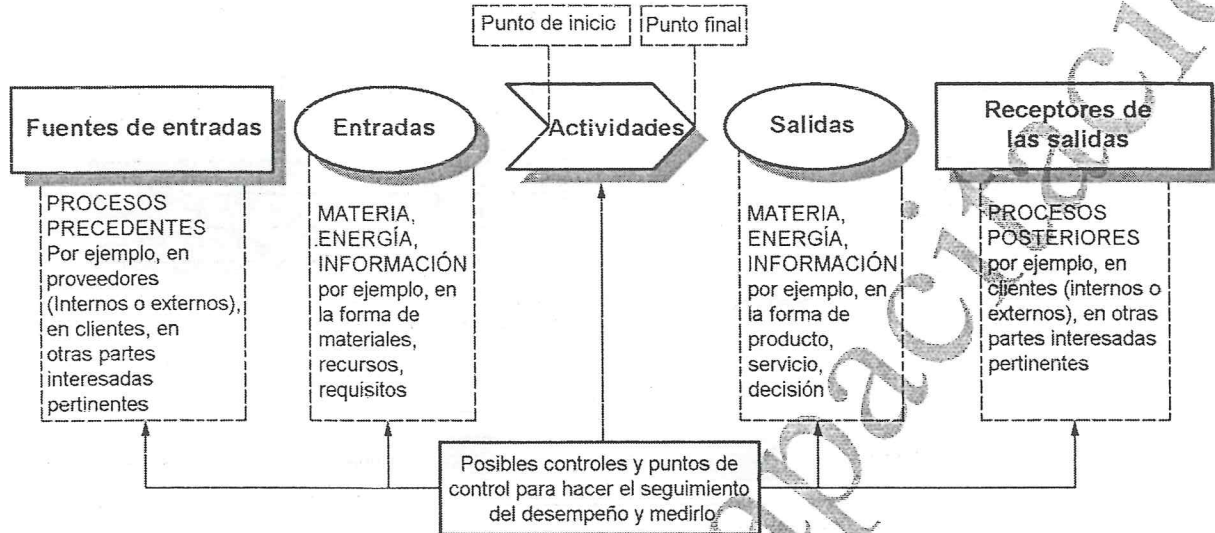 Punto de inicio
Punto final
Fuentes de entradas
Entradas
Actividades
Salidas
Receptores de
las salidas
PROCESOS
PRECEDENTES
Por ejemplo, en
proveedores
(Internos o externos),
en clientes, en
otras partes
interesadas
pertinentes
MATERIA,
ENERGÍA,
INFORMACIÓN
por ejemplo, en
la forma de
materiales,
recursos,
requisitos
MATERIA,
ENERGÍA,
INFORMACIÓN
por ejemplo, en
la forma de
producto,
servicio,
decisión
PROCESOS
POSTERIORES
por ejemplo, en
clientes (internos o
externos), en otras
partes interesadas
pertinentes
Posibles controles y puntos de
control para hacer el seguimiento
del desempeño y medirlo